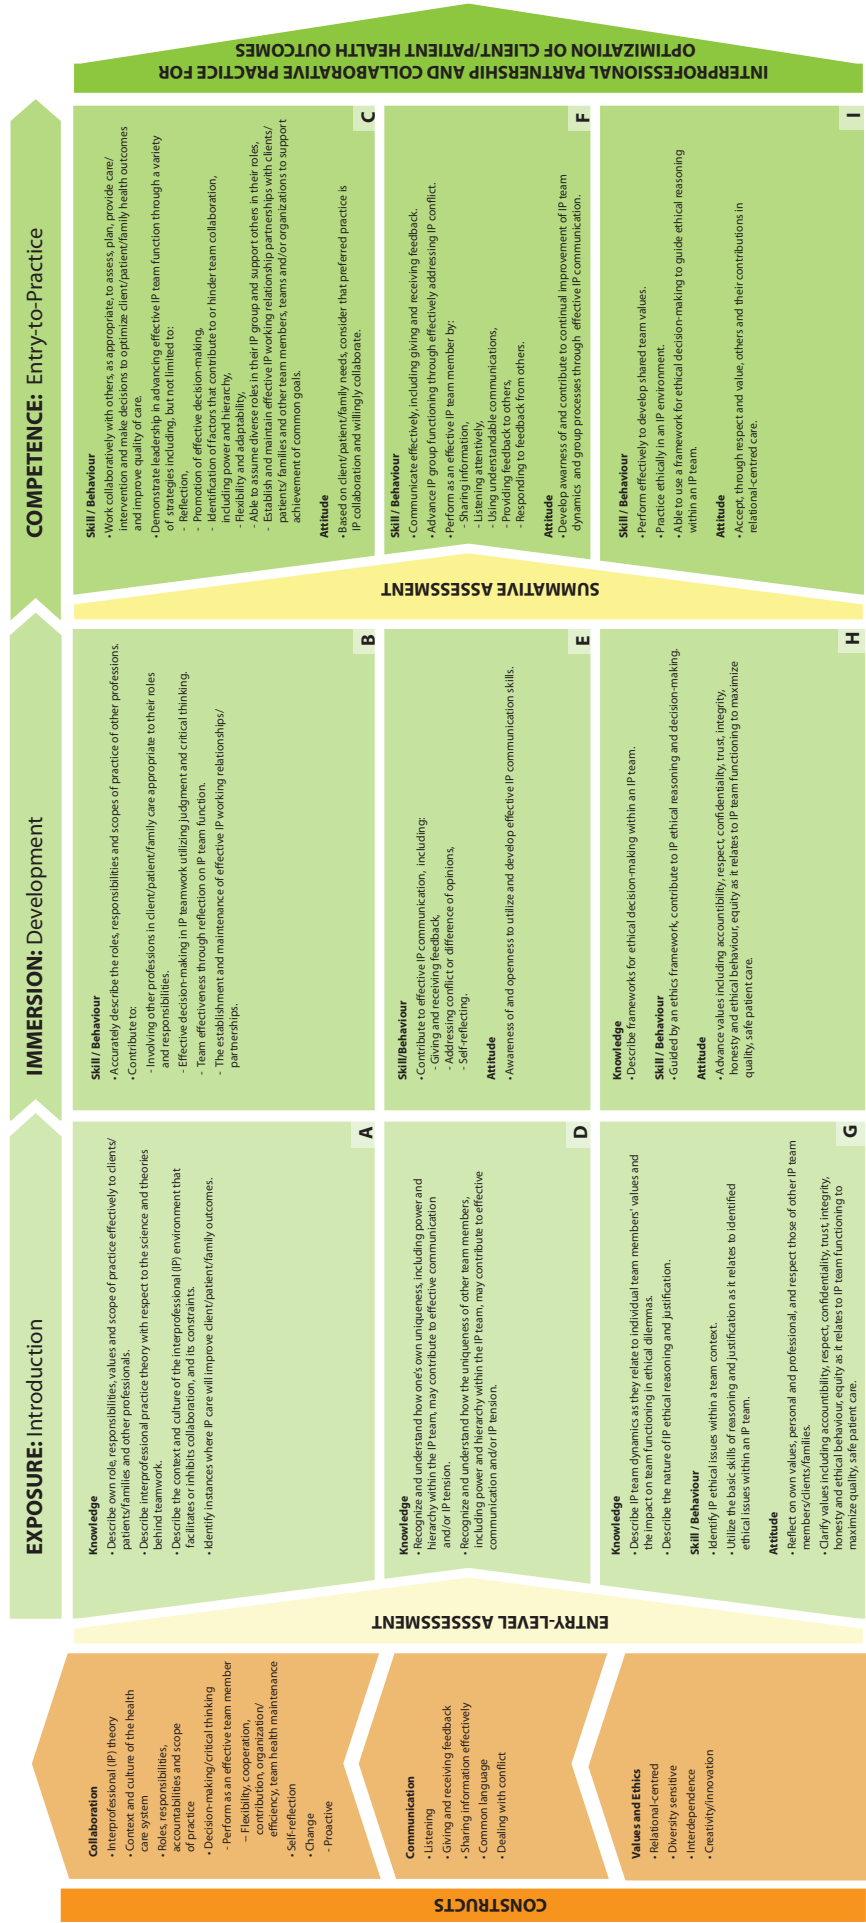 CONSTRUCTS
Collaboration
• Interprofessional (IP) theory
• Context and culture of the health
care system
• Roles, responsibilities,
accountabilities and scope
of practice
• Decision-making/critical thinking
- Perform as an effective team member
– Flexibility, cooperation,
contribution, organization/
efficiency, team health maintenance
• Self-reflection
• Change
- Proactive
Communication
• Listening
• Giving and receiving feedback
• Sharing information effectively
• Common language
• Dealing with conflict
Values and Ethics
• Relational-centred
• Diversity sensitive
• Interdependence
• Creativity/Innovation
ENTRY-LEVEL ASSSESSMENT
EXPOSURE: Introduction
Knowledge
• Describe own role, responsibilities, values and scope of practice effectively to clients/
patients/families and other professionals.
• Describe interprofessional practice theory with respect to the science and theories
behind teamwork.
• Describe the context and culture of the interprofessional (IP) environment that
facilitates or inhibits collaboration, and its constraints.
• Identify instances where IP care will improve client/patient/family outcomes.
A
Knowledge
• Recognize and understand how one's own uniqueness, including power and
hierarchy within the IP team, may contribute to effective communication
and/or IP tension.
• Recognize and understand how the uniqueness of other team members,
including power and hierarchy within the IP team, may contribute to effective
communication and/or IP tension.
D
Knowledge
• Describe IP team dynamics as they relate to individual team members' values and
the impact on team functioning in ethical dilemmas.
• Describe the nature of IP ethical reasoning and justification.
Skill / Behaviour
• Identify IP ethical issues within a team context.
• Utilize the basic skills of reasoning and justification as it relates to identified
ethical issues within an IP team.
Attitude
• Reflect on own values, personal and professional, and respect those of other IP team
members/clients/families.
• Clarify values including accountibility, respect, confidentiality, trust, integrity,
honesty and ethical behaviour, equity as it relates to IP team functioning to
maximize quality, safe patient care.
G
IMMERSION: Development
Skill / Behaviour
• Accurately describe the roles, responsibilities and scopes of practice of other professions.
• Contribute to:
- Involving other professions in client/patient/family care appropriate to their roles
and responsibilities.
- Effective decision-making in IP teamwork utilizing judgment and critical thinking.
- Team effectiveness through reflection on IP team function.
- The establishment and maintenance of effective IP working relationships/
partnerships.
B
Skill/Behaviour
• Contribute to effective IP communication, including:
- Giving and receiving feedback,
- Addressing conflict or difference of opinions,
- Self-reflecting.
Attitude
• Awareness of and openness to utilize and develop effective IP communication skills.
E
Knowledge
• Describe frameworks for ethical decision-making within an IP team.
Skill / Behaviour
• Guided by an ethics framework, contribute to IP ethical reasoning and decision-making.
Attitude
• Advance values including accountibility, respect, confidentiality, trust, integrity,
honesty and ethical behaviour, equity as it relates to IP team functioning to maximize
quality, safe patient care.
H
SUMMATIVE ASSESSMENT
COMPETENCE: Entry-to-Practice
Skill / Behaviour
• Work collaboratively with others, as appropriate, to assess, plan, provide care/
intervention and make decisions to optimize client/patient/family health outcomes
and improve quality of care.
• Demonstrate leadership in advancing effective IP team function through a variety
of strategies including, but not limited to:
- Reflection,
- Promotion of effective decision-making,
- Identification of factors that contribute to or hinder team collaboration,
including power and hierarchy,
- Flexibility and adaptability,
- Able to assume diverse roles in their IP group and support others in their roles,
- Establish and maintain effective IP working relationship partnerships with clients/
patients/ families and other team members, teams and/or organizations to support
achievement of common goals.
Attitude
• Based on client/patient/family needs, consider that preferred practice is
IP collaboration and willingly collaborate.
C
Skill / Behaviour
• Communicate effectively, including giving and receiving feedback.
• Advance IP group functioning through effectively addressing IP conflict.
• Perform as an effective IP team member by:
- Sharing information,
- Listening attentively,
- Using understandable communications,
- Providing feedback to others,
- Responding to feedback from others.
Attitude
• Develop awareness of and contribute to continual improvement of IP team
dynamics and group processes through effective IP communication.
F
Skill / Behaviour
• Perform effectively to develop shared team values.
• Practice ethically in an IP environment.
• Able to use a framework for ethical decision-making to guide ethical reasoning
within an IP team.
Attitude
• Accept, through respect and value, others and their contributions in
relational-centred care.
I
INTERPROFESSIONAL PARTNERSHIP AND COLLABORATIVE PRACTICE FOR
OPTIMIZATION OF CLIENT/PATIENT HEALTH OUTCOMES